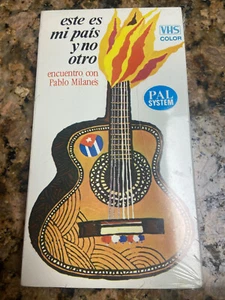 este es
mi país
y no
otro
encuentro con
Pablo Milanés
VHS
COLOR
PAL
SYSTEM